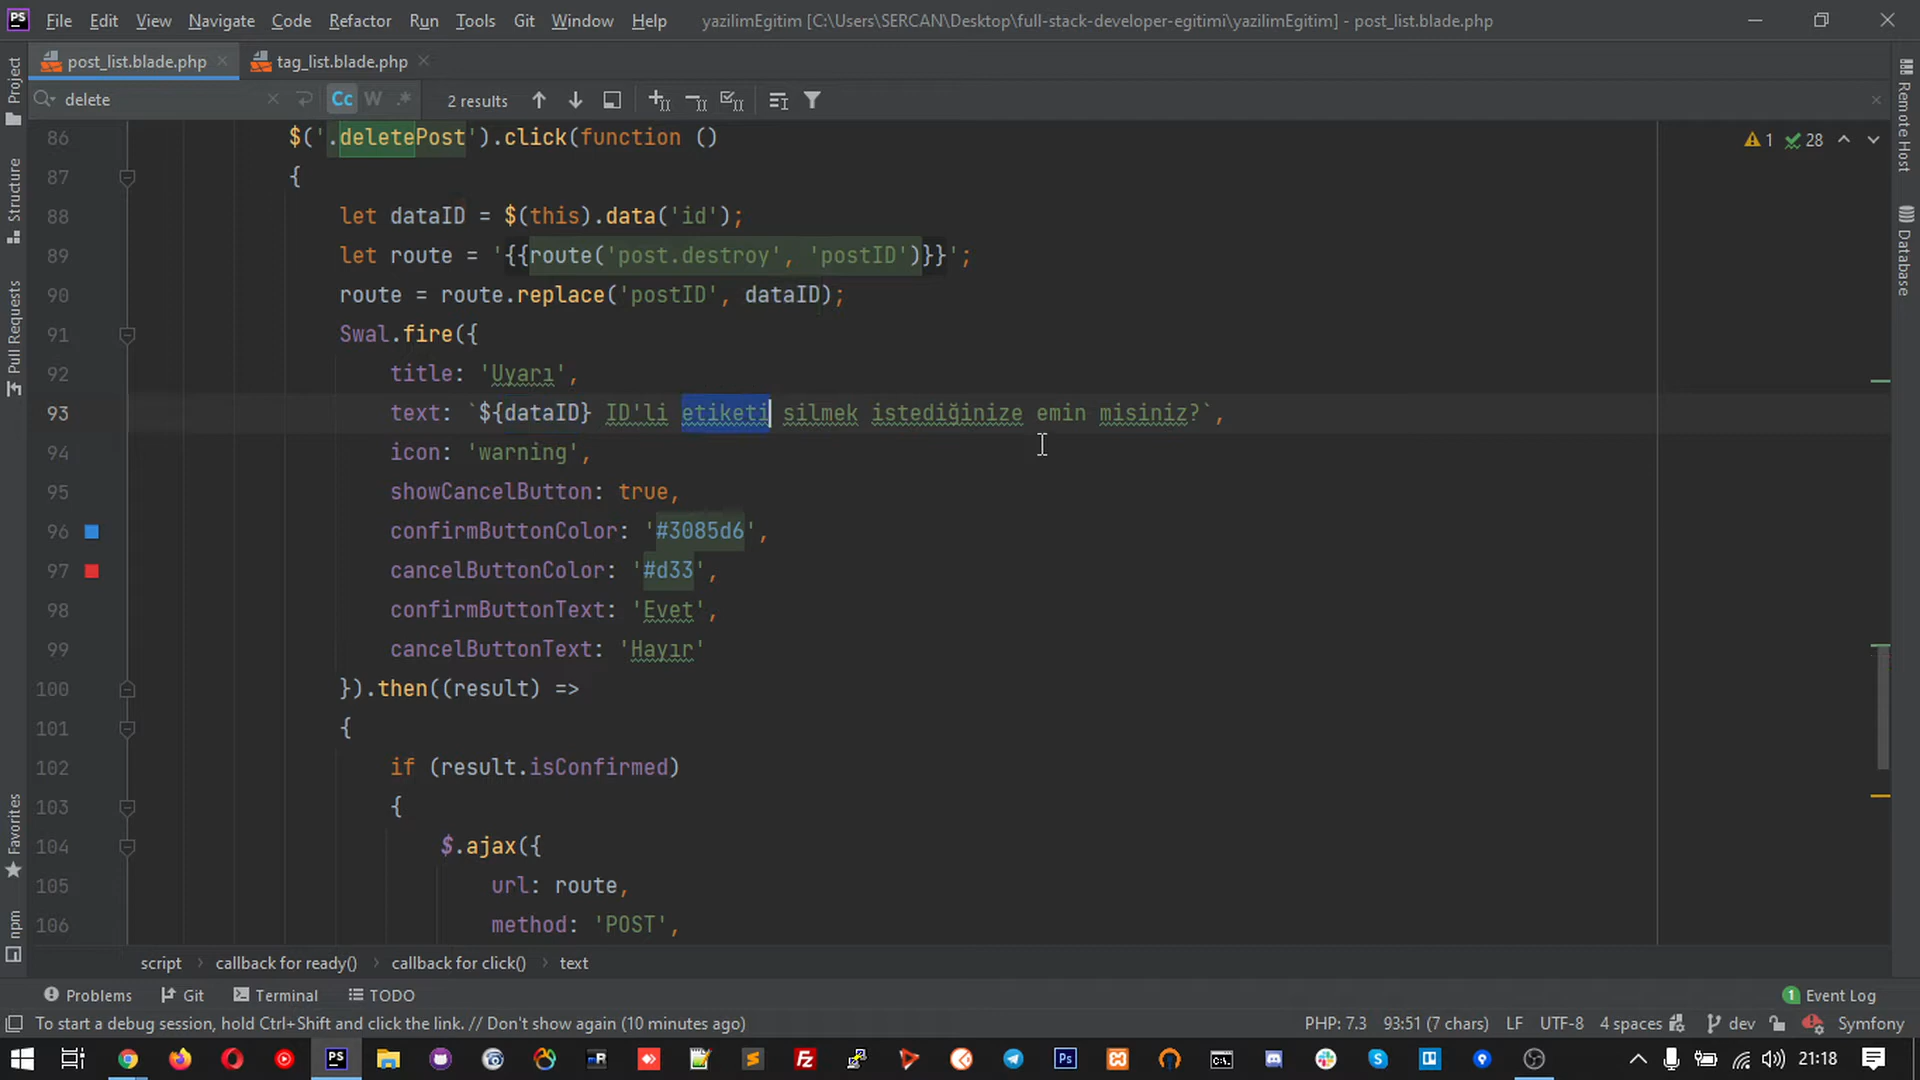 File Edit View Navigate Code Refactor Run Tools Git Window Help yazilimEgitim [C:\Users\SERCAN\Desktop\full-stack-developer-egitimi\yazilimEgitim] - post_list.blade.php
post_list.blade.php tag_list.blade.php
delete Cc W .* 2 results
86 $('.deletePost').click(function ()
87 {
88 let dataID = $(this).data('id');
89 let route = '{{route('post.destroy', 'postID')}}';
90 route = route.replace('postID', dataID);
91 Swal.fire({
92 title: 'Uyarı',
93 text: `${dataID} ID'li etiketi silmek istediğinize emin misiniz?`,
94 icon: 'warning',
95 showCancelButton: true,
96 confirmButtonColor: '#3085d6',
97 cancelButtonColor: '#d33',
98 confirmButtonText: 'Evet',
99 cancelButtonText: 'Hayır'
100 }).then((result) =>
101 {
102 if (result.isConfirmed)
103 {
104 $.ajax({
105 url: route,
106 method: 'POST',
1 28
Project
Structure
Pull Requests
Favorites
npm
Remote Host
Database
script callback for ready() callback for click() text
Problems Git Terminal TODO 1 Event Log
To start a debug session, hold Ctrl+Shift and click the link. // Don't show again (10 minutes ago) PHP: 7.3 93:51 (7 chars) LF UTF-8 4 spaces dev Symfony
PS Ps 21:18